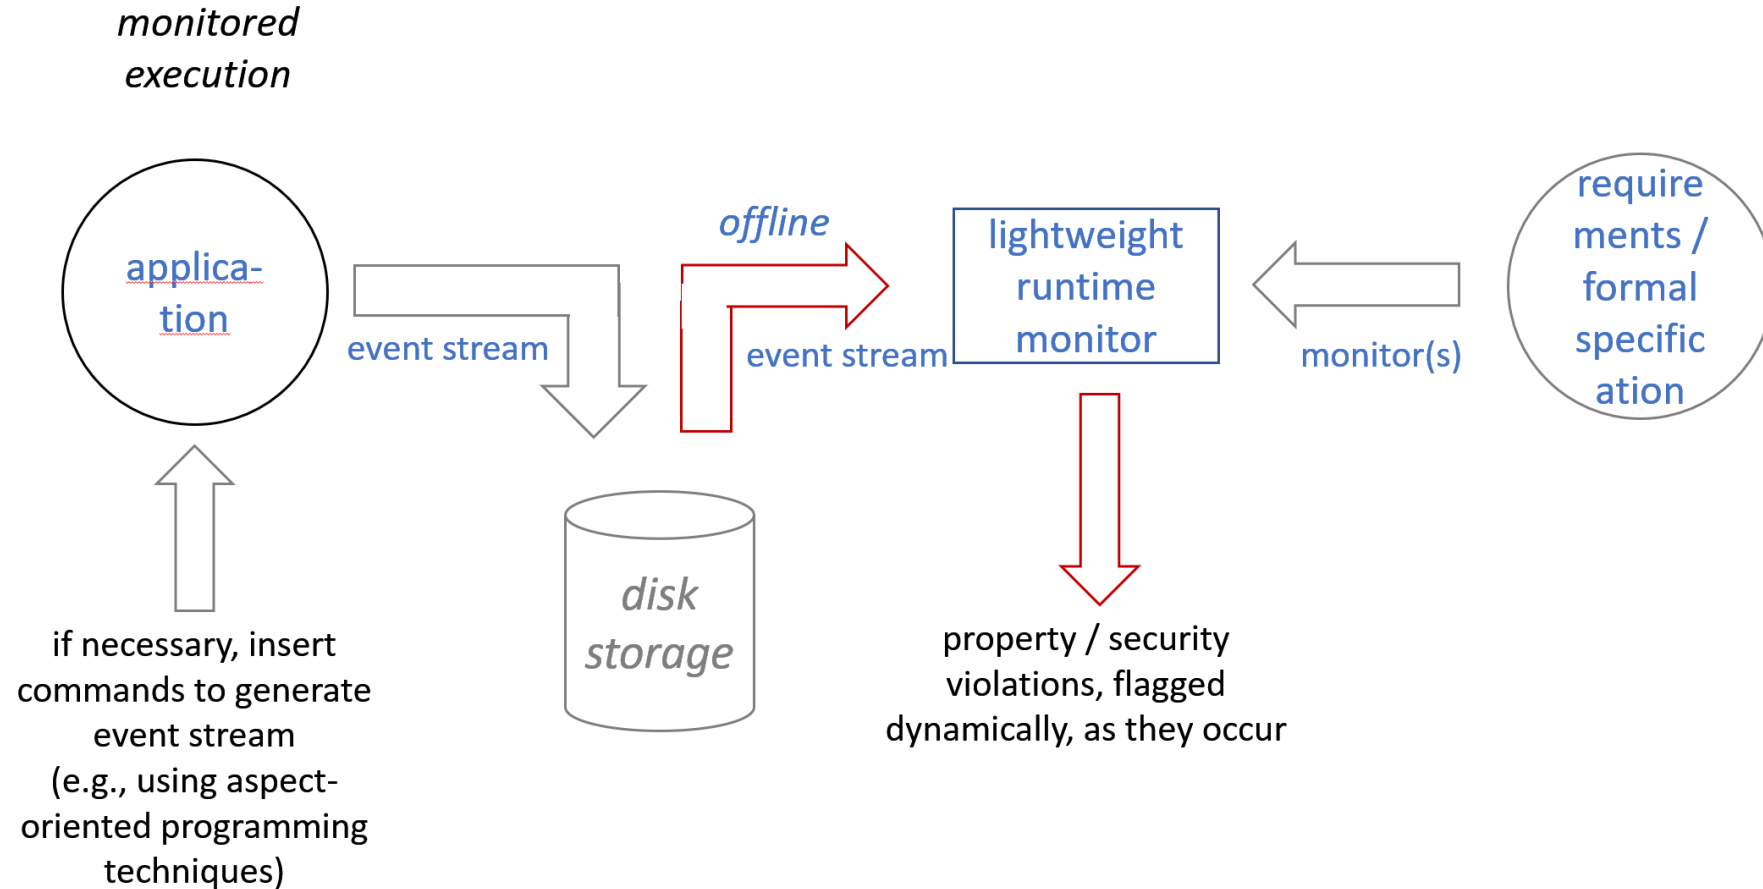 monitored
execution
applica-
tion
event stream
offline
event stream
lightweight
runtime
monitor
monitor(s)
require
ments /
formal
specific
ation
disk
storage
if necessary, insert
commands to generate
event stream
(e.g., using aspect-
oriented programming
techniques)
property / security
violations, flagged
dynamically, as they occur